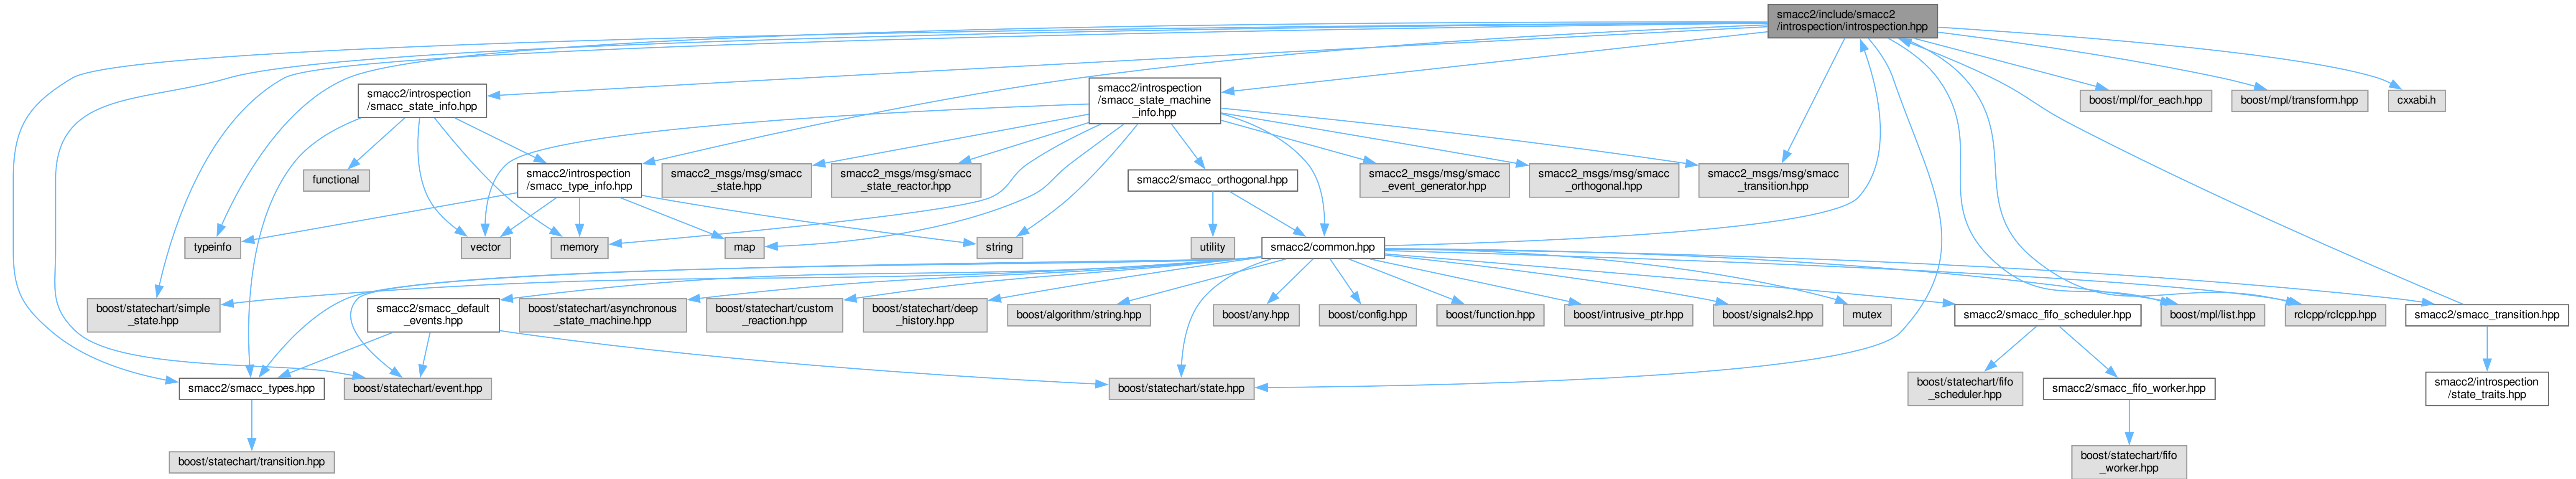 smacc2/include/smacc2
/introspection/introspection.hpp
smacc2/introspection
/smacc_state_info.hpp
smacc2/introspection
/smacc_state_machine
_info.hpp
boost/mpl/for_each.hpp
boost/mpl/transform.hpp
cxxabi.h
functional
smacc2/introspection
/smacc_type_info.hpp
smacc2_msgs/msg/smacc
_state.hpp
smacc2_msgs/msg/smacc
_state_reactor.hpp
smacc2/smacc_orthogonal.hpp
smacc2_msgs/msg/smacc
_event_generator.hpp
smacc2_msgs/msg/smacc
_orthogonal.hpp
smacc2_msgs/msg/smacc
_transition.hpp
typeinfo
vector
memory
map
string
utility
smacc2/common.hpp
boost/statechart/simple
_state.hpp
smacc2/smacc_default
_events.hpp
boost/statechart/asynchronous
_state_machine.hpp
boost/statechart/custom
_reaction.hpp
boost/statechart/deep
_history.hpp
boost/algorithm/string.hpp
boost/any.hpp
boost/config.hpp
boost/function.hpp
boost/intrusive_ptr.hpp
boost/signals2.hpp
mutex
smacc2/smacc_fifo_scheduler.hpp
boost/mpl/list.hpp
rclcpp/rclcpp.hpp
smacc2/smacc_transition.hpp
smacc2/smacc_types.hpp
boost/statechart/event.hpp
boost/statechart/state.hpp
boost/statechart/fifo
_scheduler.hpp
smacc2/smacc_fifo_worker.hpp
smacc2/introspection
/state_traits.hpp
boost/statechart/transition.hpp
boost/statechart/fifo
_worker.hpp